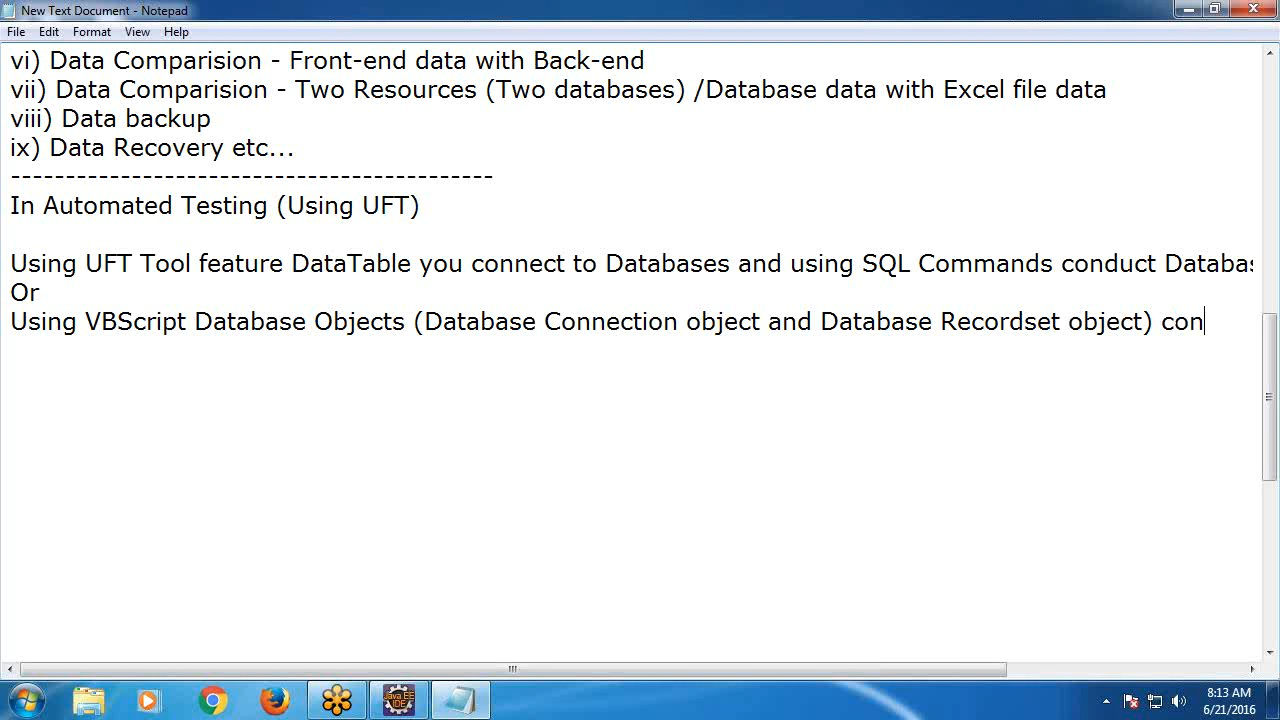 New Text Document - Notepad
File Edit Format View Help
vi) Data Comparision - Front-end data with Back-end
vii) Data Comparision - Two Resources (Two databases) /Database data with Excel file data
viii) Data backup
ix) Data Recovery etc...
--------------------------------------------
In Automated Testing (Using UFT)
Using UFT Tool feature DataTable you connect to Databases and using SQL Commands conduct Databas
Or
Using VBScript Database Objects (Database Connection object and Database Recordset object) con
Java EE
IDE
8:13 AM
6/21/2016